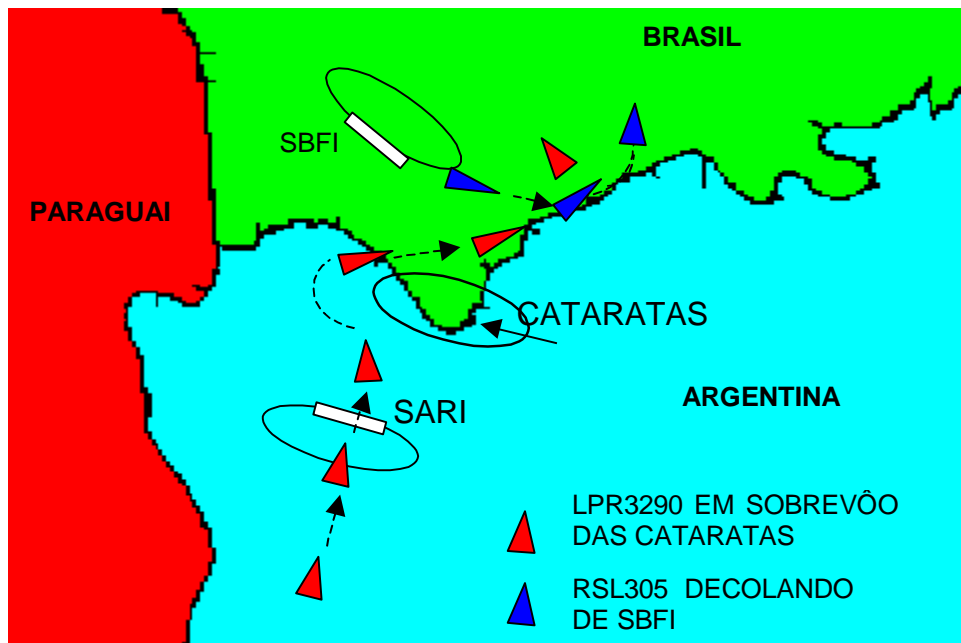 BRASIL
SBFI
PARAGUAI
CATARATAS
ARGENTINA
SARI
LPR3290 EM SOBREVÔO
DAS CATARATAS
RSL305 DECOLANDO
DE SBFI